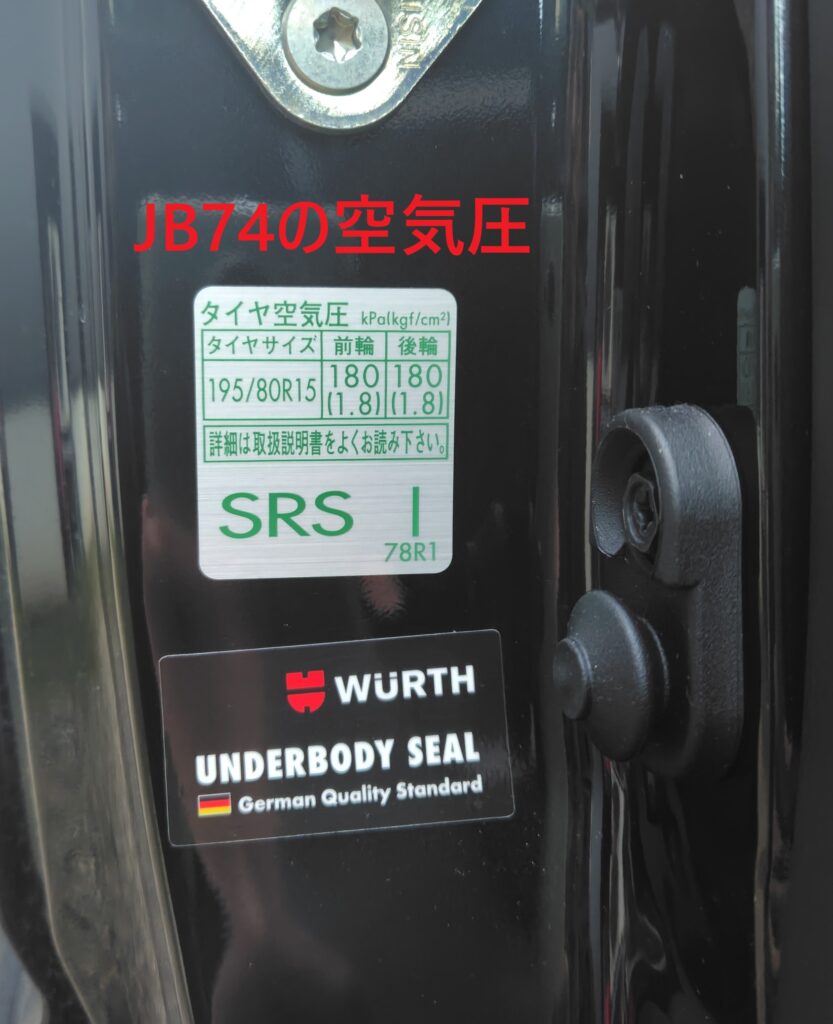 NISIN
JB74の空気圧
タイヤ空気圧 kPa(kgf/cm²)
タイヤサイズ 前輪 後輪
195/80R15 180 180
(1.8) (1.8)
詳細は取扱説明書をよくお読み下さい。
SRS I
78R1
WÜRTH
UNDERBODY SEAL
German Quality Standard